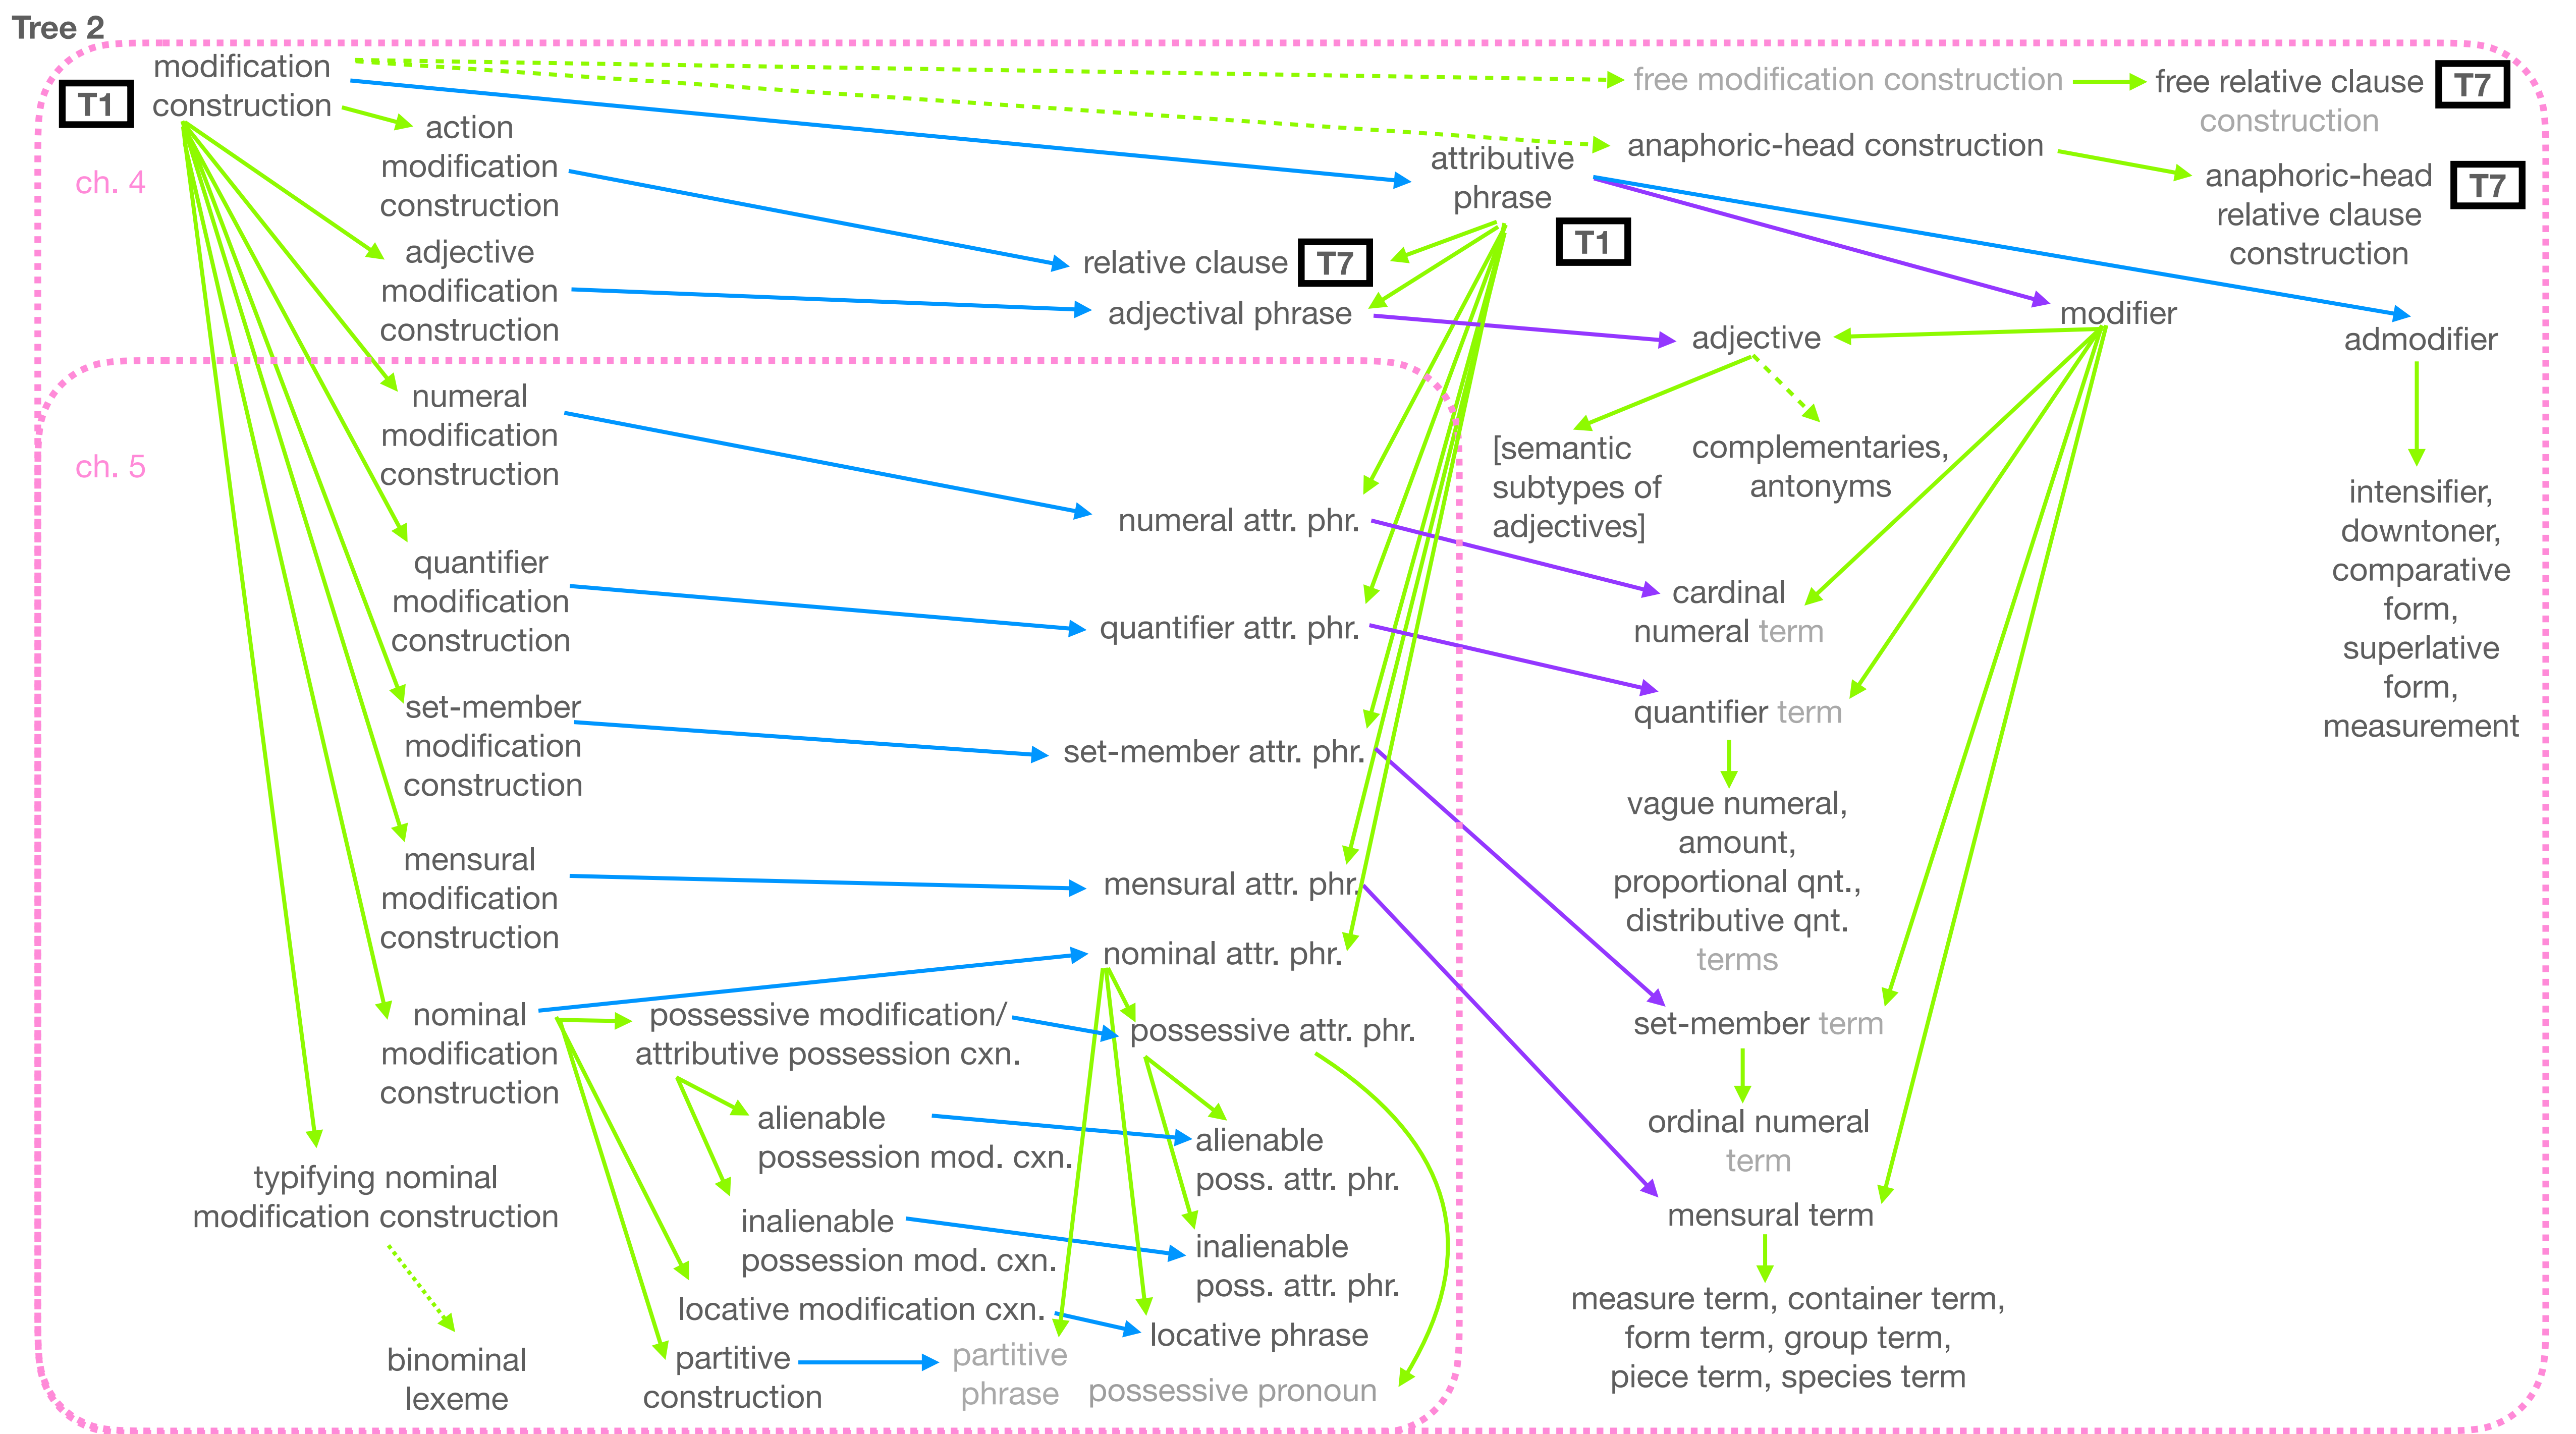 Tree 2
modification
construction
T1
free modification construction
free relative clause
construction
T7
ch. 4
action
modification
construction
attributive
phrase
T1
anaphoric-head construction
anaphoric-head
relative clause
construction
T7
adjective
modification
construction
relative clause
T7
adjectival phrase
adjective
modifier
admodifier
[semantic
subtypes of
adjectives]
complementaries,
antonyms
intensifier,
downtoner,
comparative
form,
superlative
form,
measurement
ch. 5
numeral
modification
construction
numeral attr. phr.
cardinal
numeral term
quantifier
modification
construction
quantifier attr. phr.
quantifier term
vague numeral,
amount,
proportional qnt.,
distributive qnt.
terms
set-member
modification
construction
set-member attr. phr.
set-member term
ordinal numeral
term
mensural
modification
construction
mensural attr. phr.
mensural term
measure term, container term,
form term, group term,
piece term, species term
nominal
modification
construction
nominal attr. phr.
possessive modification/
attributive possession cxn.
possessive attr. phr.
alienable
possession mod. cxn.
alienable
poss. attr. phr.
inalienable
possession mod. cxn.
inalienable
poss. attr. phr.
locative modification cxn.
locative phrase
partitive
construction
partitive
phrase
possessive pronoun
typifying nominal
modification construction
binominal
lexeme